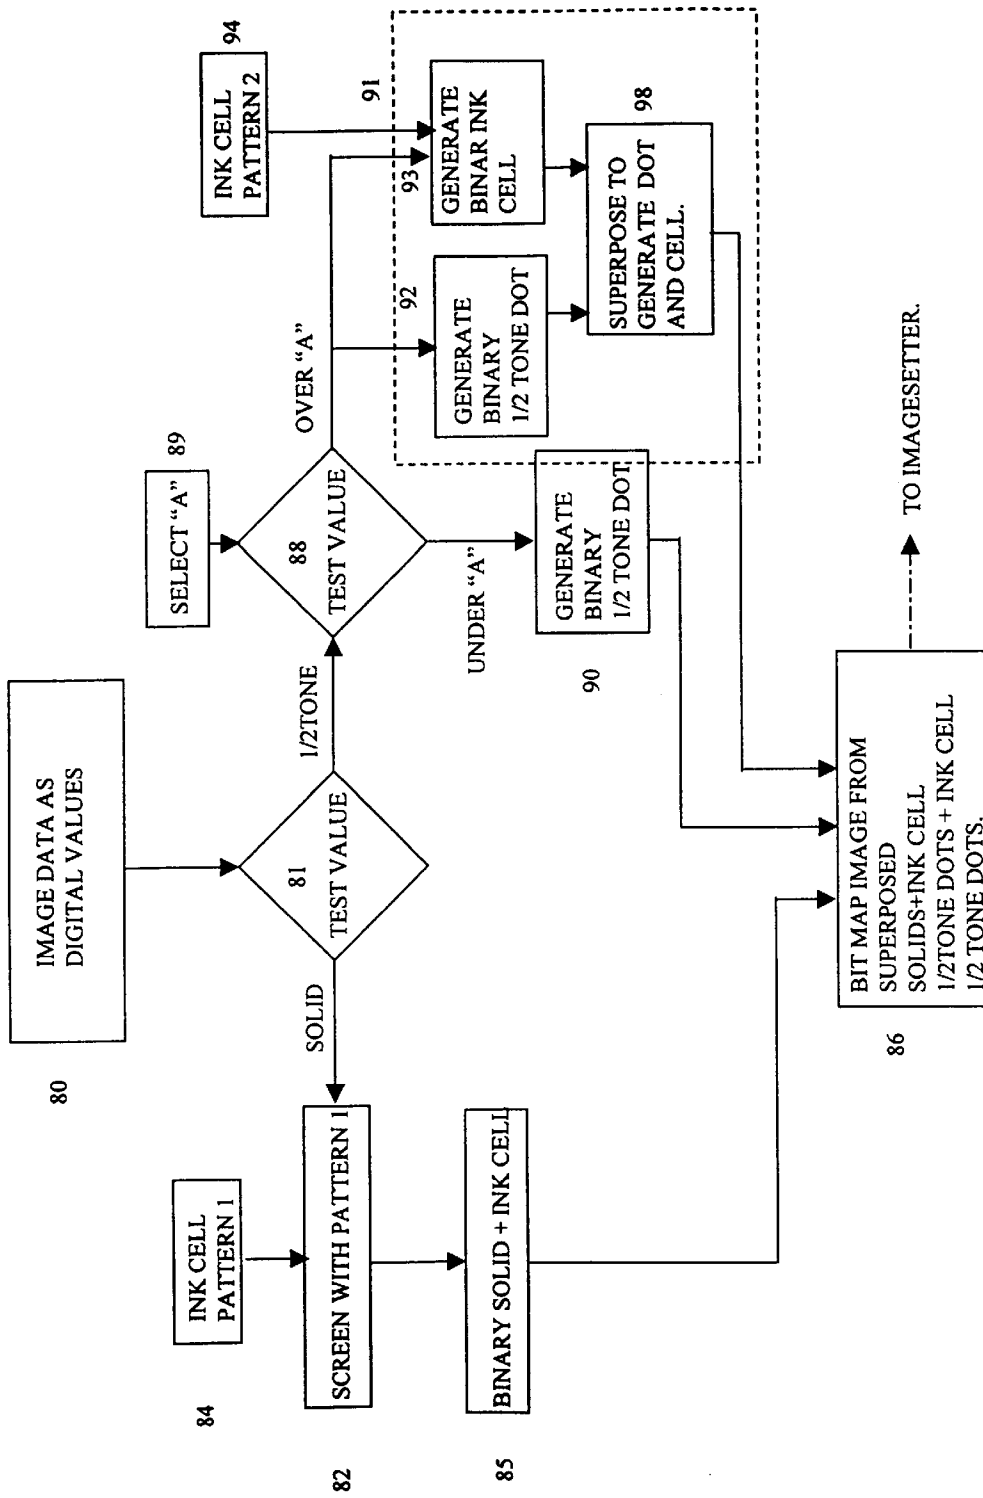 IMAGE DATA AS
DIGITAL VALUES
80
INK CELL
PATTERN 1
84
SELECT “A”
89
INK CELL
PATTERN 2
94
SOLID
81
TEST VALUE
1/2TONE
88
TEST VALUE
OVER “A”
UNDER “A”
SCREEN WITH PATTERN 1
82
BINARY SOLID + INK CELL
85
GENERATE
BINARY
1/2 TONE DOT
90
91
92
GENERATE
BINARY
1/2 TONE DOT
93
GENERATE
BINAR INK
CELL
SUPERPOSE TO
GENERATE DOT
AND CELL.
98
BIT MAP IMAGE FROM
SUPERPOSED
SOLIDS+INK CELL
1/2TONE DOTS + INK CELL
1/2 TONE DOTS.
86
TO IMAGESETTER.